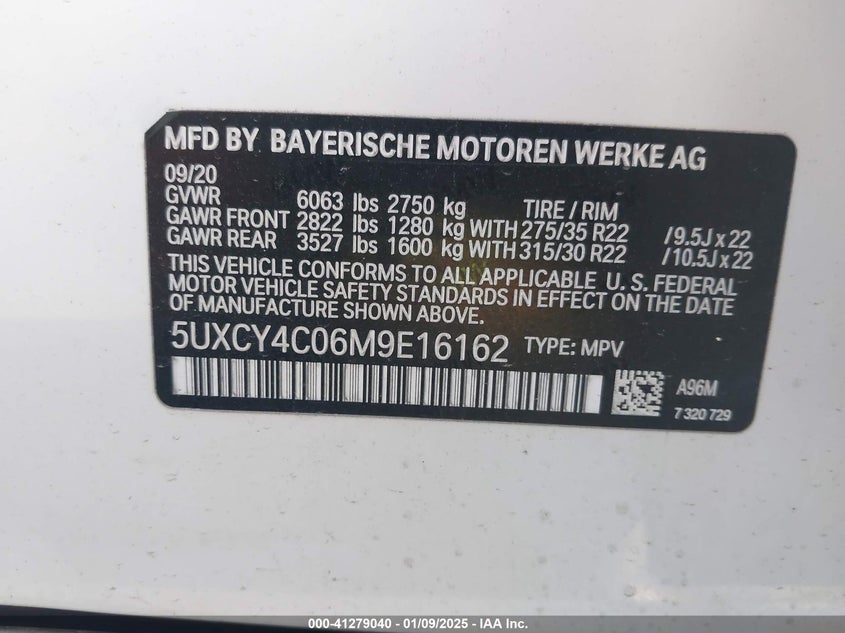 MFD BY BAYERISCHE MOTOREN WERKE AG
09/20
GVWR 6063 lbs 2750 kg TIRE / RIM
GAWR FRONT 2822 lbs 1280 kg WITH 275/35 R22 /9.5J x 22
GAWR REAR 3527 lbs 1600 kg WITH 315/30 R22 /10.5J x 22
THIS VEHICLE CONFORMS TO ALL APPLICABLE U. S. FEDERAL
MOTOR VEHICLE SAFETY STANDARDS IN EFFECT ON THE DATE
OF MANUFACTURE SHOWN ABOVE.
5UXCY4C06M9E16162 TYPE: MPV
A96M
7 320 729
000-41279040 - 01/09/2025 - IAA Inc.